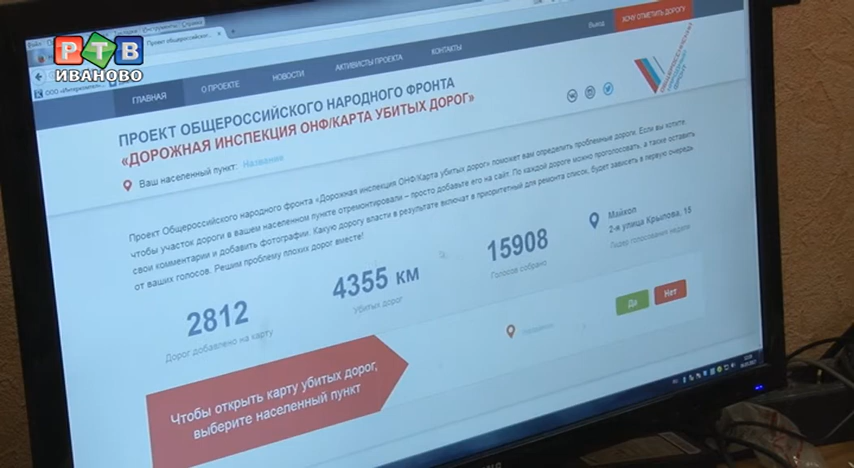 РТВ
ИВАНОВО
Проект общероссийског...
ГЛАВНАЯ
О ПРОЕКТЕ
НОВОСТИ
АКТИВИСТЫ ПРОЕКТА
КОНТАКТЫ
Выход
ХОЧУ ОТМЕТИТЬ ДОРОГУ
ПРОЕКТ ОБЩЕРОССИЙСКОГО НАРОДНОГО ФРОНТА
«ДОРОЖНАЯ ИНСПЕКЦИЯ ОНФ/КАРТА УБИТЫХ ДОРОГ»
ОБЩЕРОССИЙСКИЙ
НАРОДНЫЙ
ФРОНТ
Ваш населенный пункт: Название
Проект Общероссийского народного фронта «Дорожная инспекция ОНФ/Карта убитых дорог» поможет вам определить проблемные дороги. Если вы хотите,
чтобы участок дороги в вашем населенном пункте отремонтировали – просто добавьте его на сайт. По каждой дороге можно проголосовать, а также оставить
свои комментарии и добавить фотографии. Какую дорогу власти в результате включат в приоритетный для ремонта список, будет зависеть в первую очередь
от ваших голосов. Решим проблему плохих дорог вместе!
2812
Дорог добавлено на карту
4355 км
Убитых дорог
15908
Голосов собрано
Майкоп
2-я улица Крылова, 15
Лидер голосования недели
Чтобы открыть карту убитых дорог,
выберите населенный пункт
Название
Да
Нет